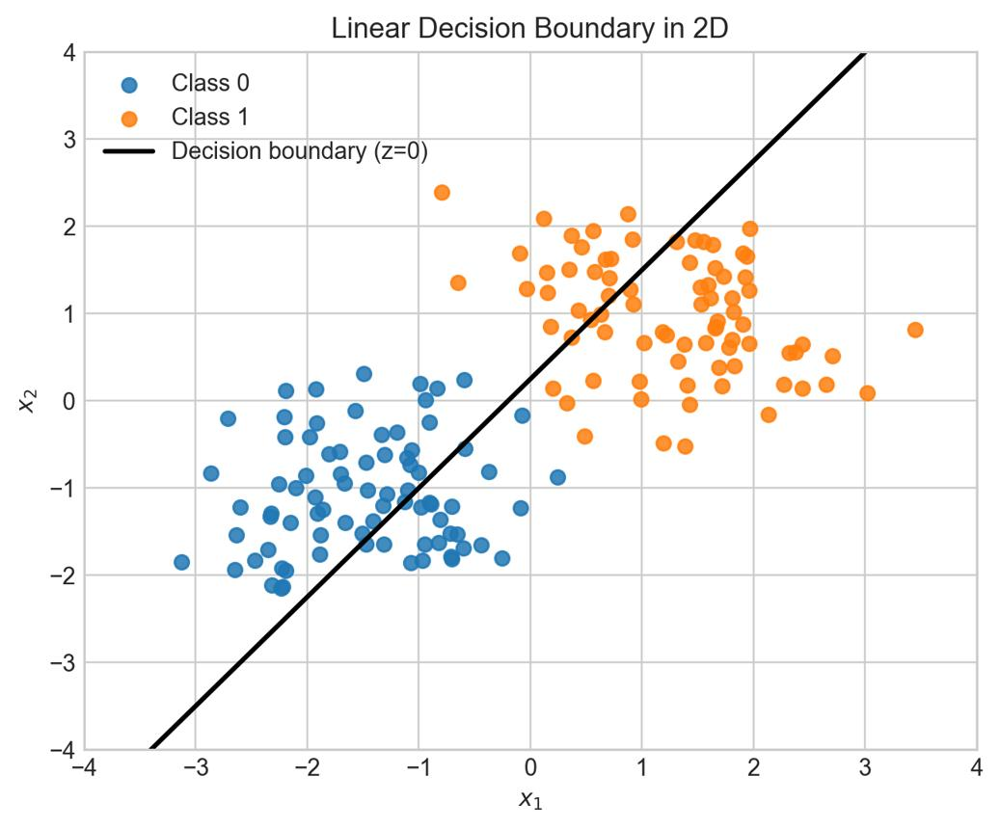 Linear Decision Boundary in 2D
Class 0
Class 1
Decision boundary (z=0)
4
3
2
1
0
−1
−2
−3
−4
x₂
−4 −3 −2 −1 0 1 2 3 4
x₁